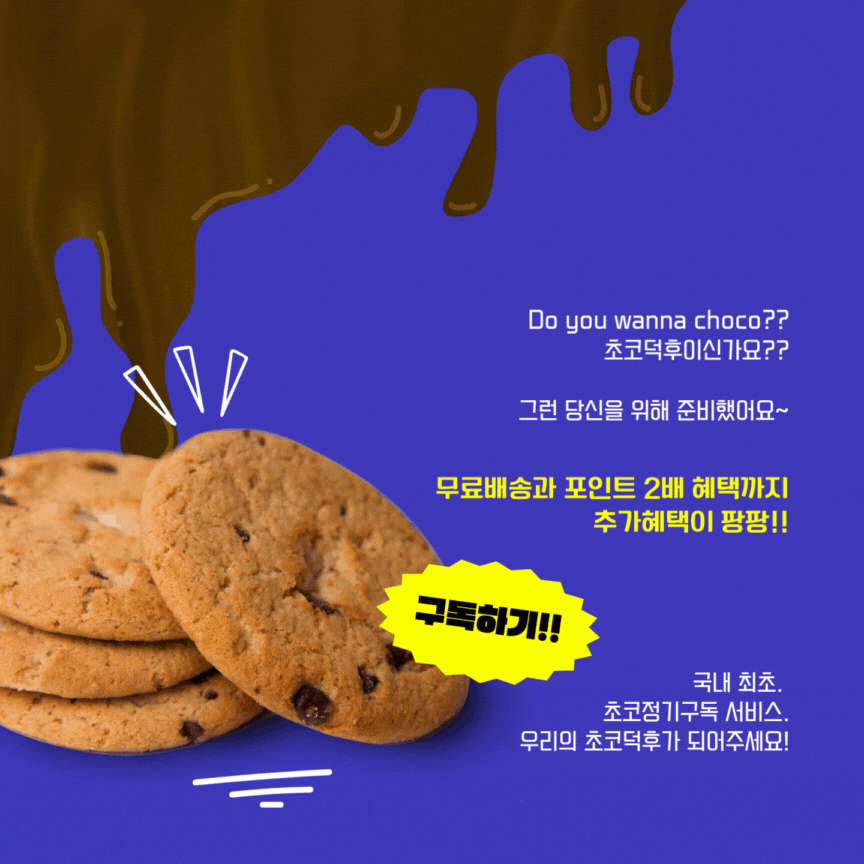 Do you wanna choco??
초코덕후이신가요??
그런 당신을 위해 준비했어요~
무료배송과 포인트 2배 혜택까지
추가혜택이 팡팡!!
구독하기!!
국내 최초.
초코정기구독 서비스.
우리의 초코덕후가 되어주세요!